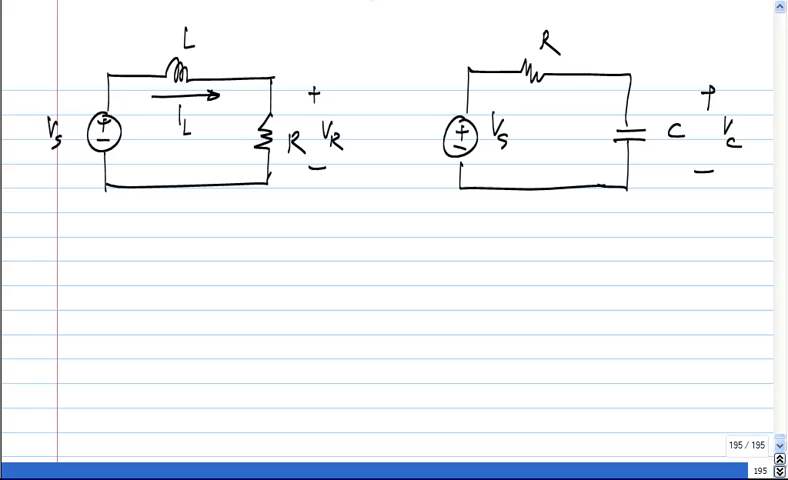 L
R
+
+
I_L
V_S
+
-
R
V_R
+
-
V_S
C
V_C
-
-
195 / 195
195